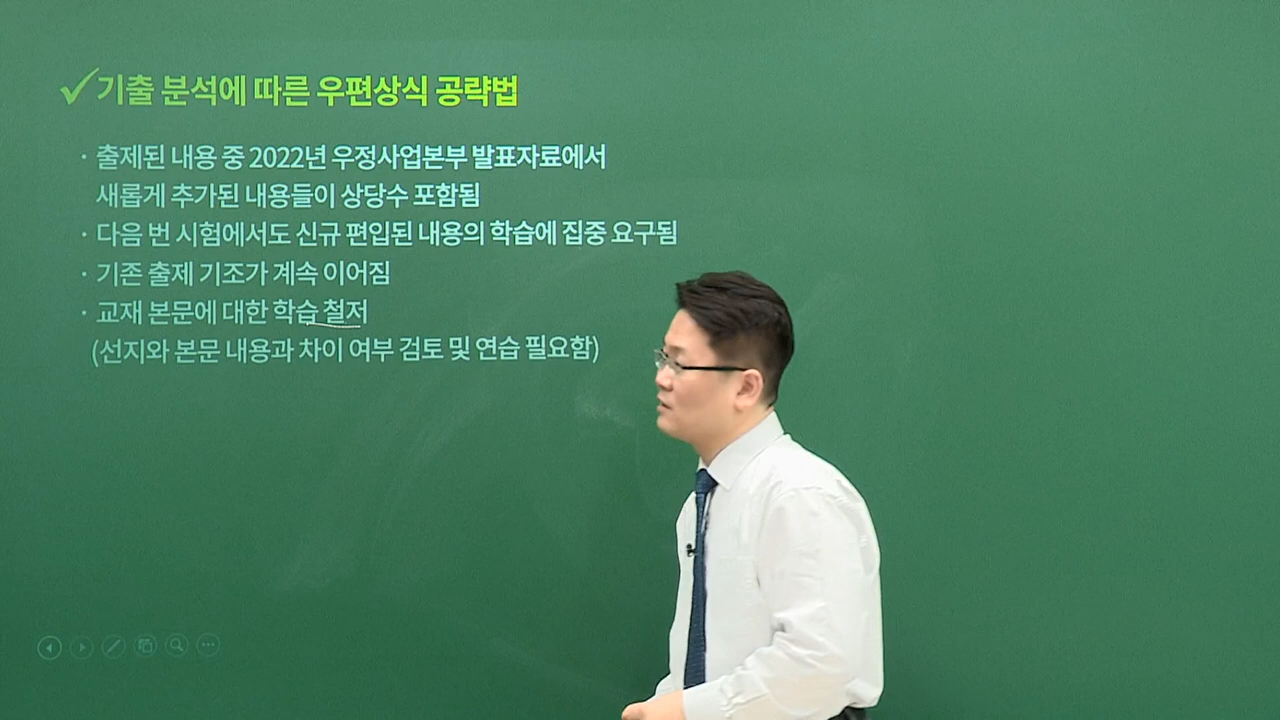 기출 분석에 따른 우편상식 공략법
· 출제된 내용 중 2022년 우정사업본부 발표자료에서
새롭게 추가된 내용들이 상당수 포함됨
· 다음 번 시험에서도 신규 편입된 내용의 학습에 집중 요구됨
· 기존 출제 기조가 계속 이어짐
· 교재 본문에 대한 학습 철저
(선지와 본문 내용과 차이 여부 검토 및 연습 필요함)